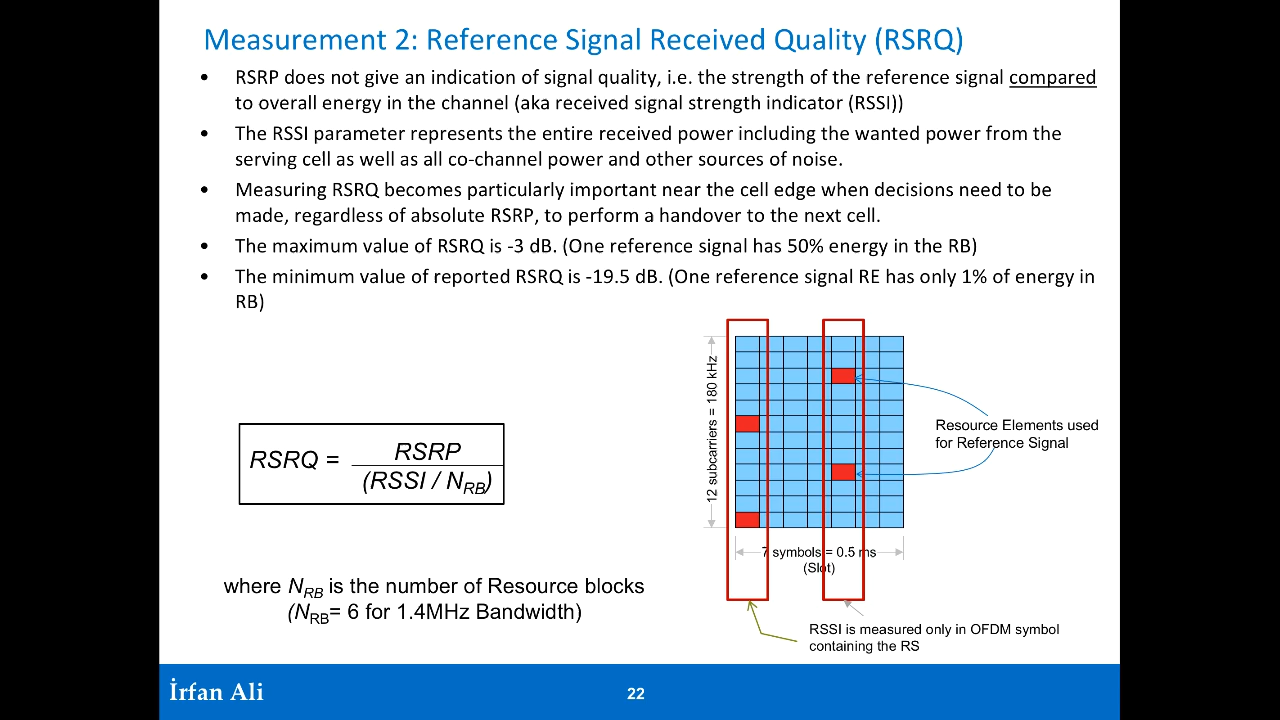 Measurement 2: Reference Signal Received Quality (RSRQ)
• RSRP does not give an indication of signal quality, i.e. the strength of the reference signal compared
to overall energy in the channel (aka received signal strength indicator (RSSI))
• The RSSI parameter represents the entire received power including the wanted power from the
serving cell as well as all co-channel power and other sources of noise.
• Measuring RSRQ becomes particularly important near the cell edge when decisions need to be
made, regardless of absolute RSRP, to perform a handover to the next cell.
• The maximum value of RSRQ is -3 dB. (One reference signal has 50% energy in the RB)
• The minimum value of reported RSRQ is -19.5 dB. (One reference signal RE has only 1% of energy in
RB)
RSRQ = RSRP / (RSSI / N_RB)
where N_RB is the number of Resource blocks
(N_RB= 6 for 1.4MHz Bandwidth)
12 subcarriers = 180 kHz
Resource Elements used
for Reference Signal
7 symbols = 0.5 ms
(Slot)
RSSI is measured only in OFDM symbol
containing the RS
İrfan Ali
22